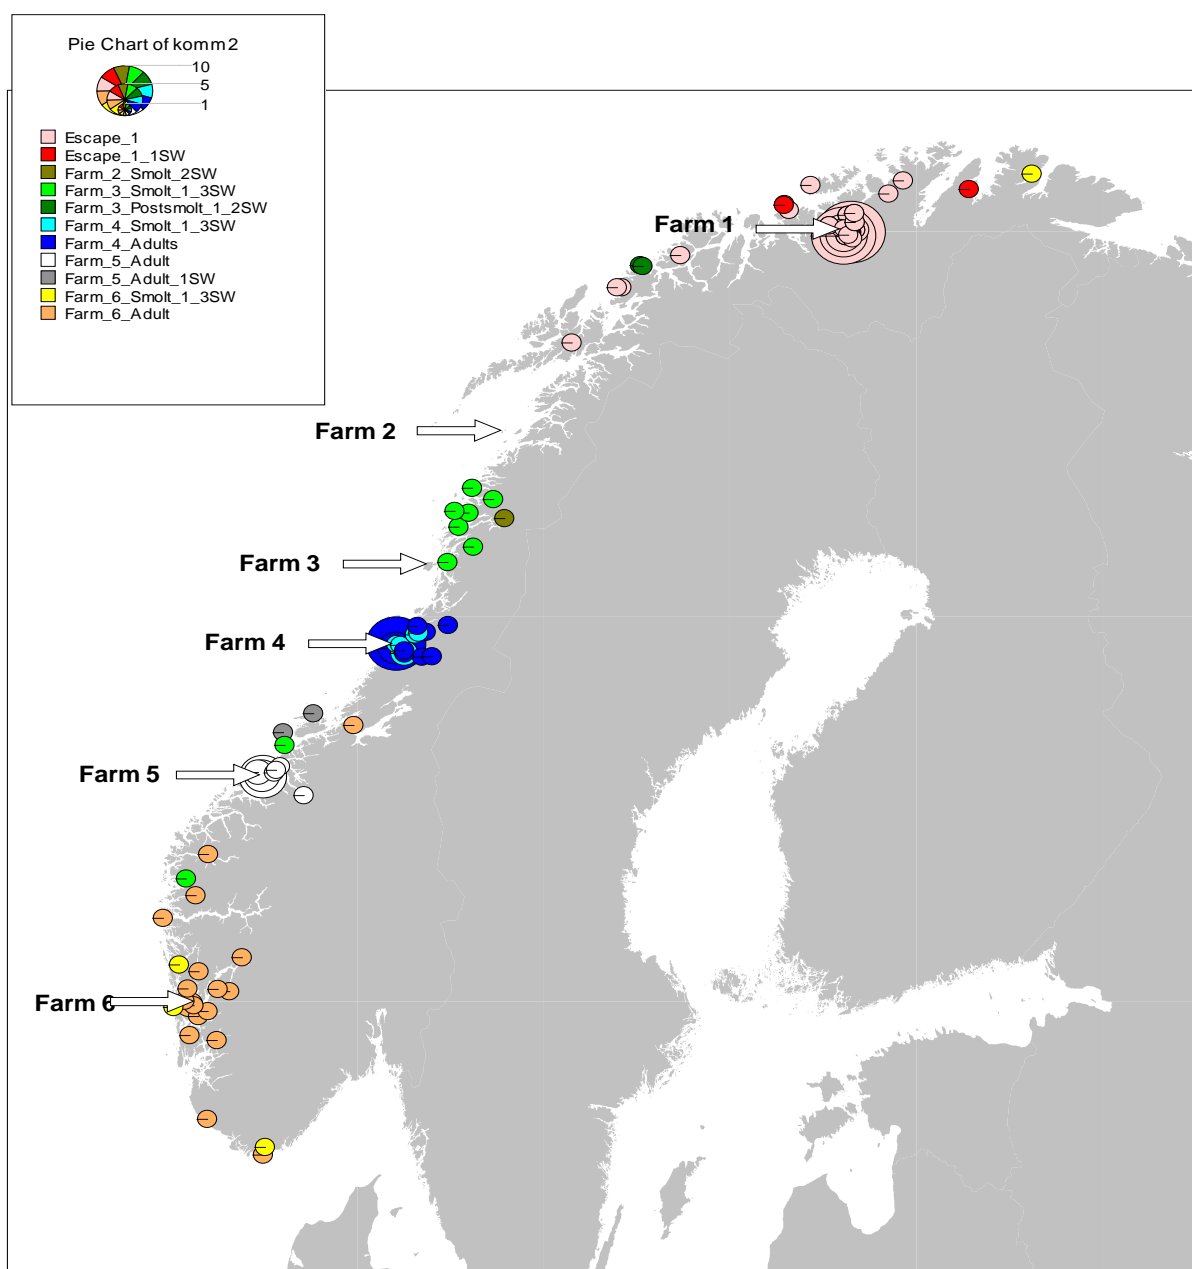 Pie Chart of komm2
10
5
1
Escape_1
Escape_1_1SW
Farm_2_Smolt_2SW
Farm_3_Smolt_1_3SW
Farm_3_Postsmolt_1_2SW
Farm_4_Smolt_1_3SW
Farm_4_Adults
Farm_5_Adult
Farm_5_Adult_1SW
Farm_6_Smolt_1_3SW
Farm_6_Adult
Farm 1
Farm 2
Farm 3
Farm 4
Farm 5
Farm 6